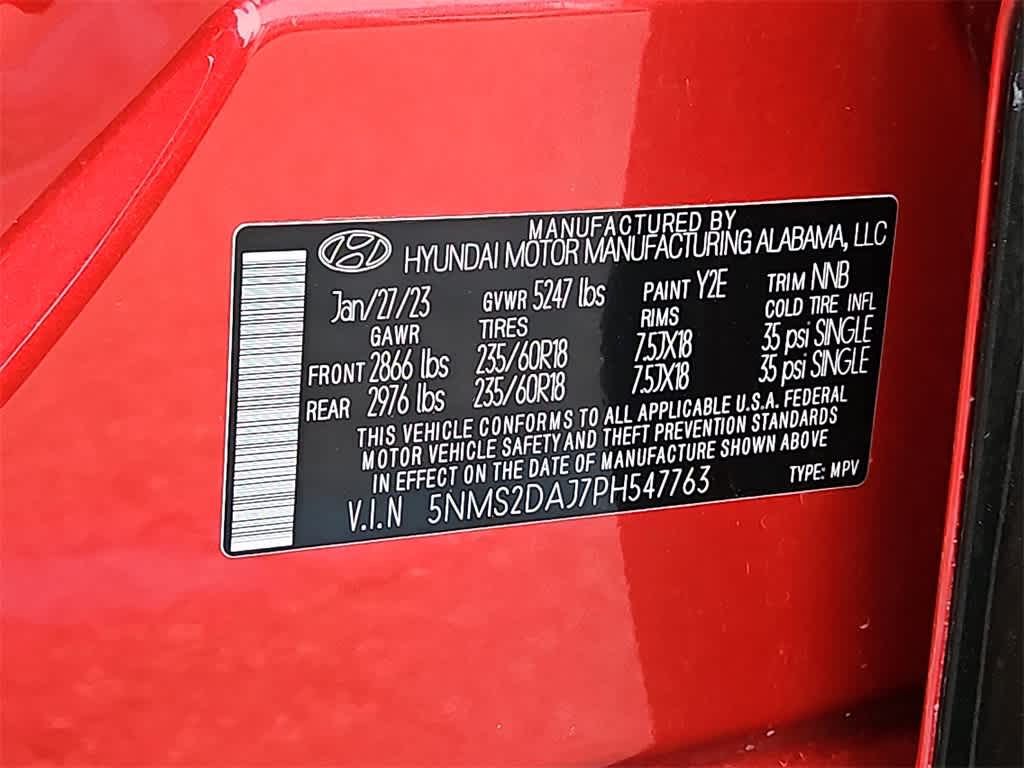 MANUFACTURED BY
HYUNDAI MOTOR MANUFACTURING ALABAMA, LLC
Jan/27/23 GVWR 5247 lbs PAINT Y2E TRIM NNB
GAWR TIRES RIMS COLD TIRE INFL
FRONT 2866 lbs 235/60R18 7.5JX18 35 psi SINGLE
REAR 2976 lbs 235/60R18 7.5JX18 35 psi SINGLE
THIS VEHICLE CONFORMS TO ALL APPLICABLE U.S.A. FEDERAL
MOTOR VEHICLE SAFETY AND THEFT PREVENTION STANDARDS
IN EFFECT ON THE DATE OF MANUFACTURE SHOWN ABOVE
V.I.N 5NMS2DAJ7PH547763 TYPE: MPV